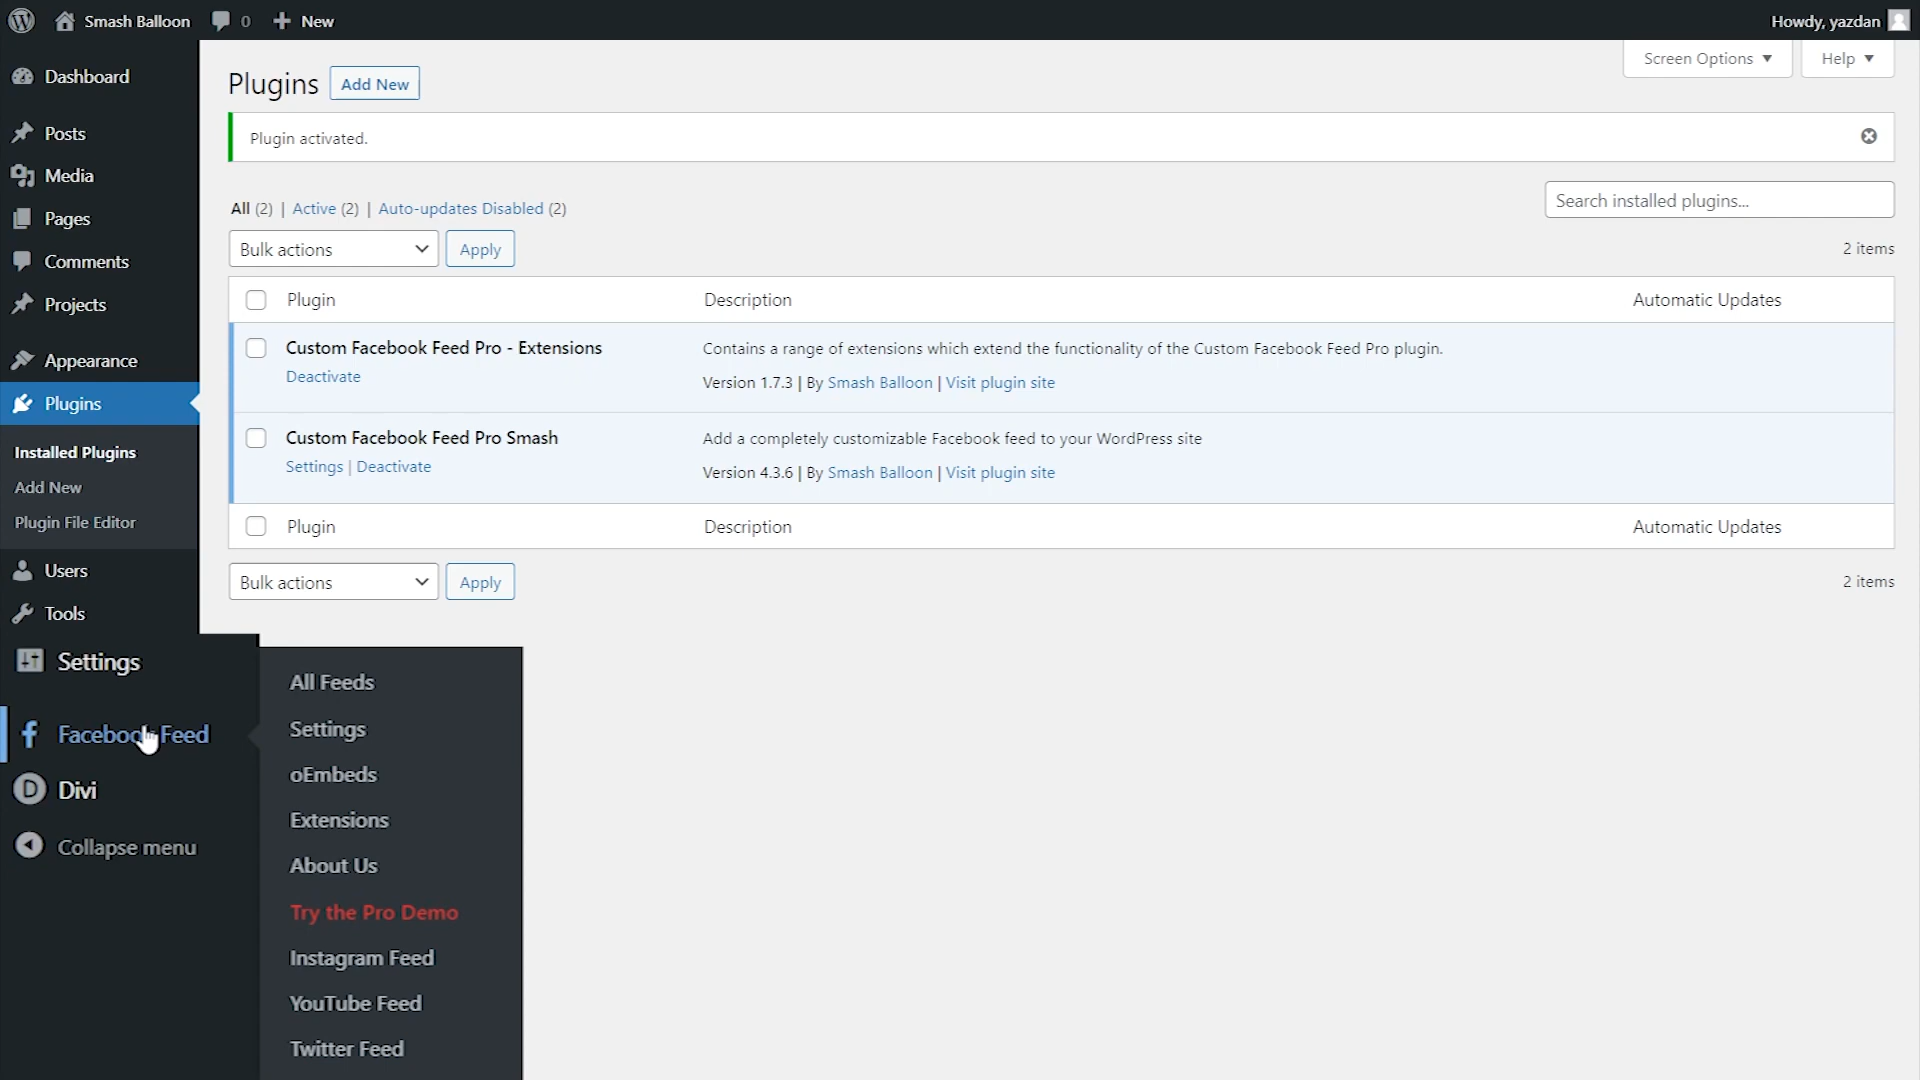 Smash Balloon 0 New Howdy, yazdan
Dashboard
Posts
Media
Pages
Comments
Projects
Appearance
Plugins
Installed Plugins
Add New
Plugin File Editor
Users
Tools
Settings
Facebook Feed
Divi
Collapse menu
All Feeds
Settings
oEmbeds
Extensions
About Us
Try the Pro Demo
Instagram Feed
YouTube Feed
Twitter Feed
Screen Options ▼ Help ▼
Plugins Add New
Plugin activated.
All (2) | Active (2) | Auto-updates Disabled (2)
Search installed plugins...
Bulk actions Apply
2 items
Plugin Description Automatic Updates
Custom Facebook Feed Pro - Extensions
Deactivate
Contains a range of extensions which extend the functionality of the Custom Facebook Feed Pro plugin.
Version 1.7.3 | By Smash Balloon | Visit plugin site
Custom Facebook Feed Pro Smash
Settings | Deactivate
Add a completely customizable Facebook feed to your WordPress site
Version 4.3.6 | By Smash Balloon | Visit plugin site
Plugin Description Automatic Updates
Bulk actions Apply
2 items